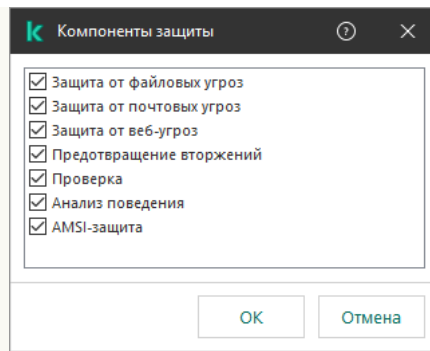 Компоненты защиты
Защита от файловых угроз
Защита от почтовых угроз
Защита от веб-угроз
Предотвращение вторжений
Проверка
Анализ поведения
AMSI-защита
ОК
Отмена